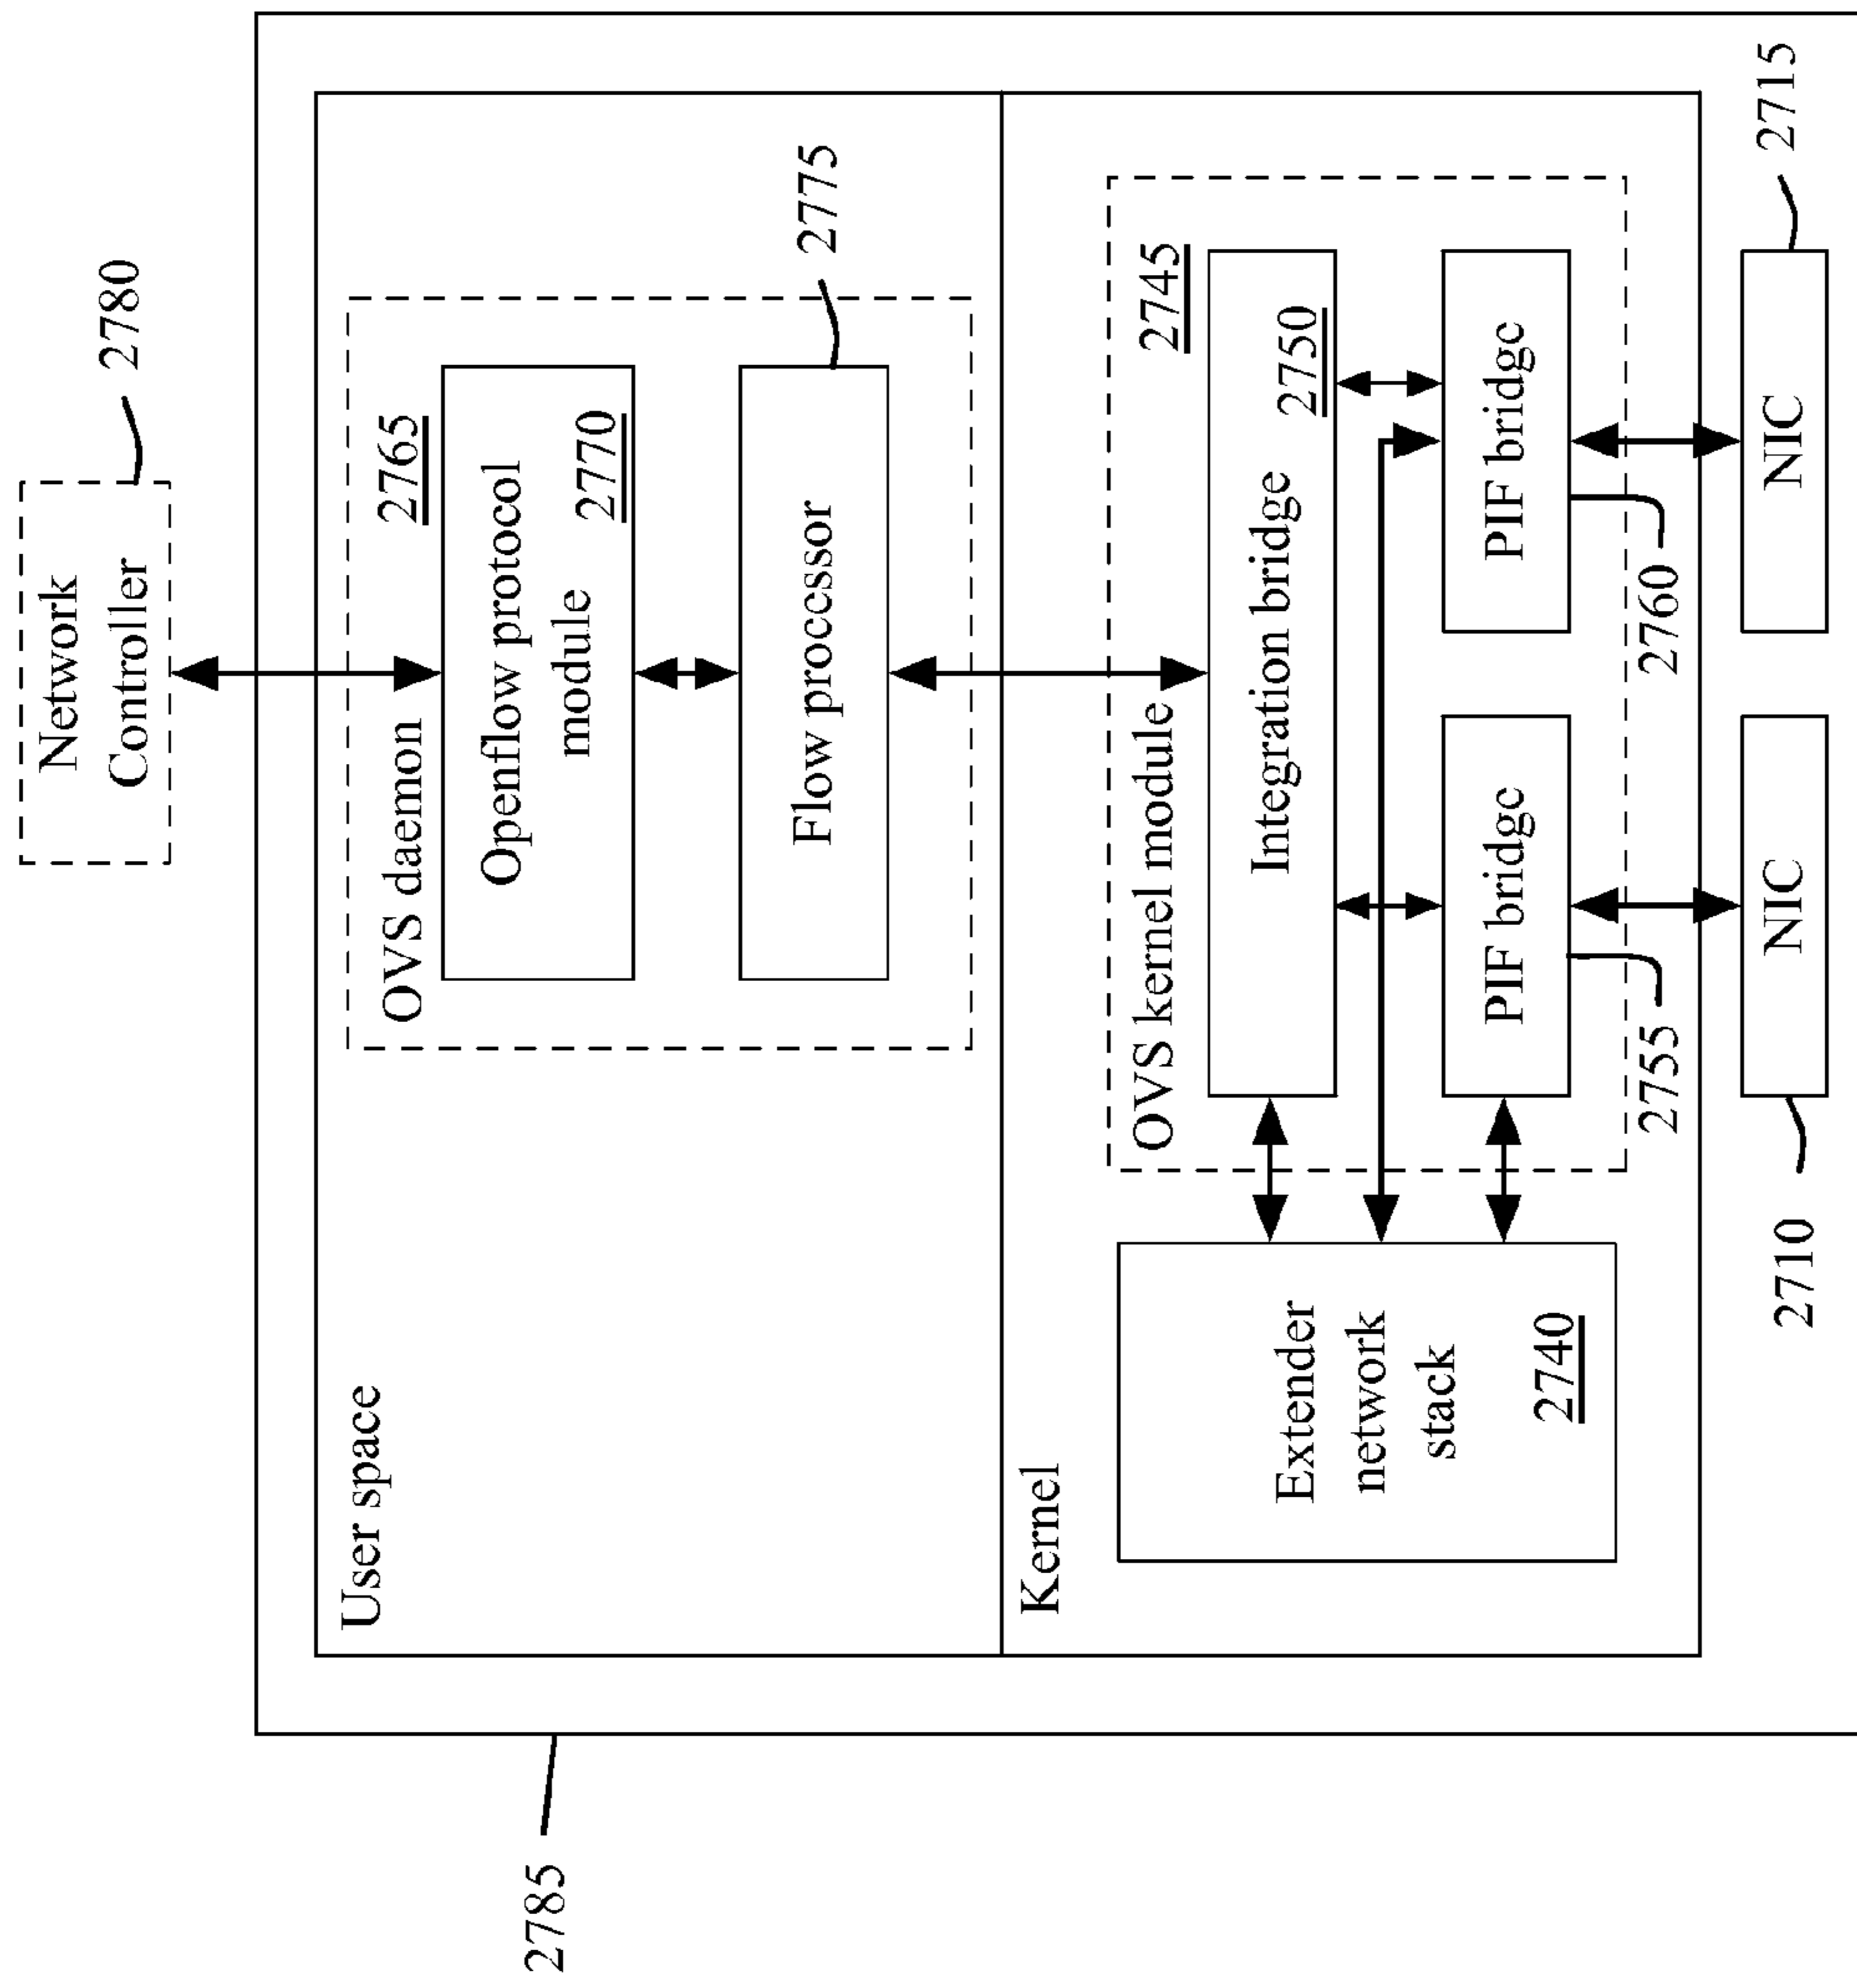 Network
Controller
2780
2785
User space
OVS daemon
2765
Openflow protocol
module
2770
Flow processor
2775
Kernel
OVS kernel module
2745
Integration bridge
2750
Extender
network
stack
2740
PIF bridge
PIF bridge
2755
2760
NIC
NIC
2710
2715